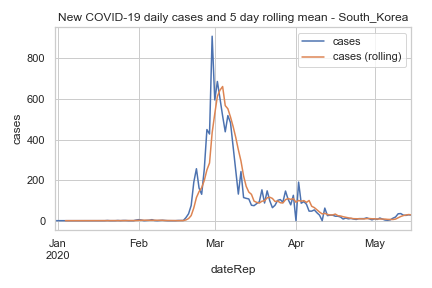 New COVID-19 daily cases and 5 day rolling mean - South_Korea
cases
cases (rolling)
800
600
400
200
0
cases
Jan
2020
Feb
Mar
Apr
May
dateRep